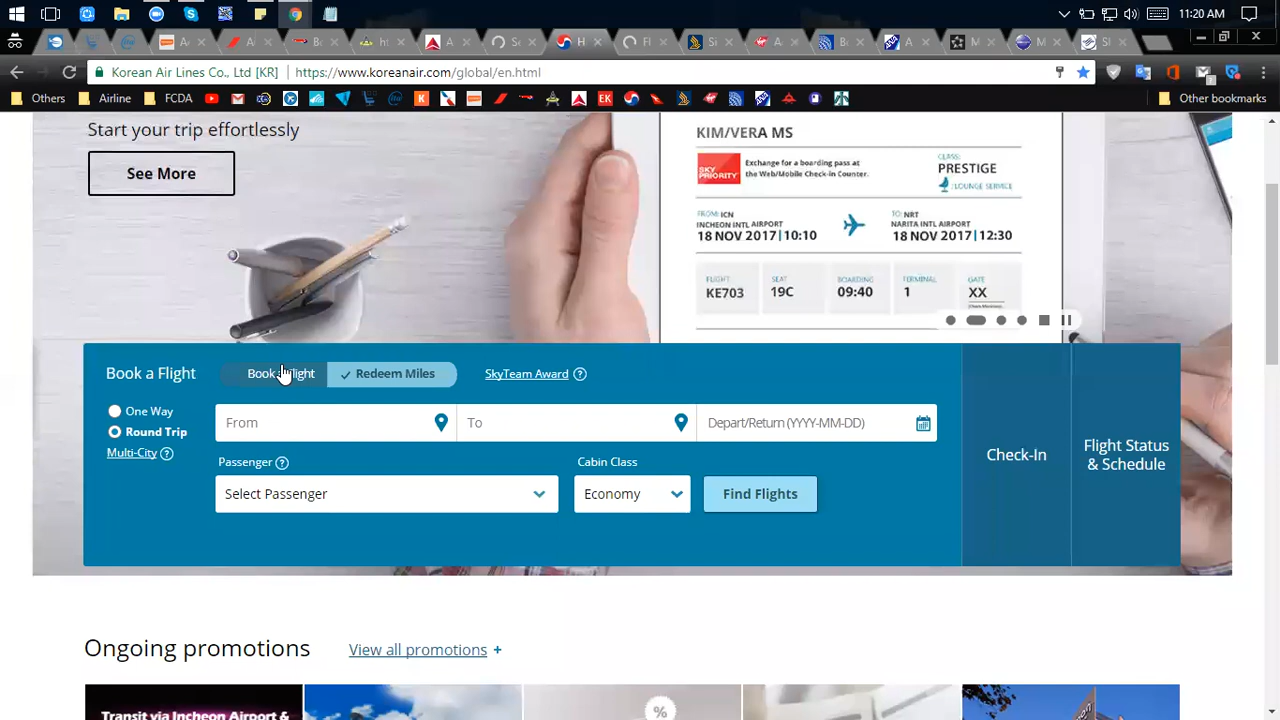 11:20 AM
Korean Air Lines Co., Ltd [KR]
https://www.koreanair.com/global/en.html
Others
Airline
FCDA
Other bookmarks
Start your trip effortlessly
See More
KIM/VERA MS
SKY PRIORITY
Exchange for a boarding pass at the Web/Mobile Check-in Counter.
CLASS:
PRESTIGE
LOUNGE SERVICE
FROM: ICN
INCHEON INTL AIRPORT
18 NOV 2017|10:10
TO: NRT
NARITA INTL AIRPORT
18 NOV 2017|12:30
FLIGHT
KE703
SEAT
19C
BOARDING
09:40
TERMINAL
1
GATE
XX
Book a Flight
Book a Flight
Redeem Miles
SkyTeam Award ?
One Way
Round Trip
Multi-City ?
From
To
Depart/Return (YYYY-MM-DD)
Passenger ?
Select Passenger
Cabin Class
Economy
Find Flights
Check-In
Flight Status
& Schedule
Ongoing promotions
View all promotions +
Transit via Incheon Airport &
%